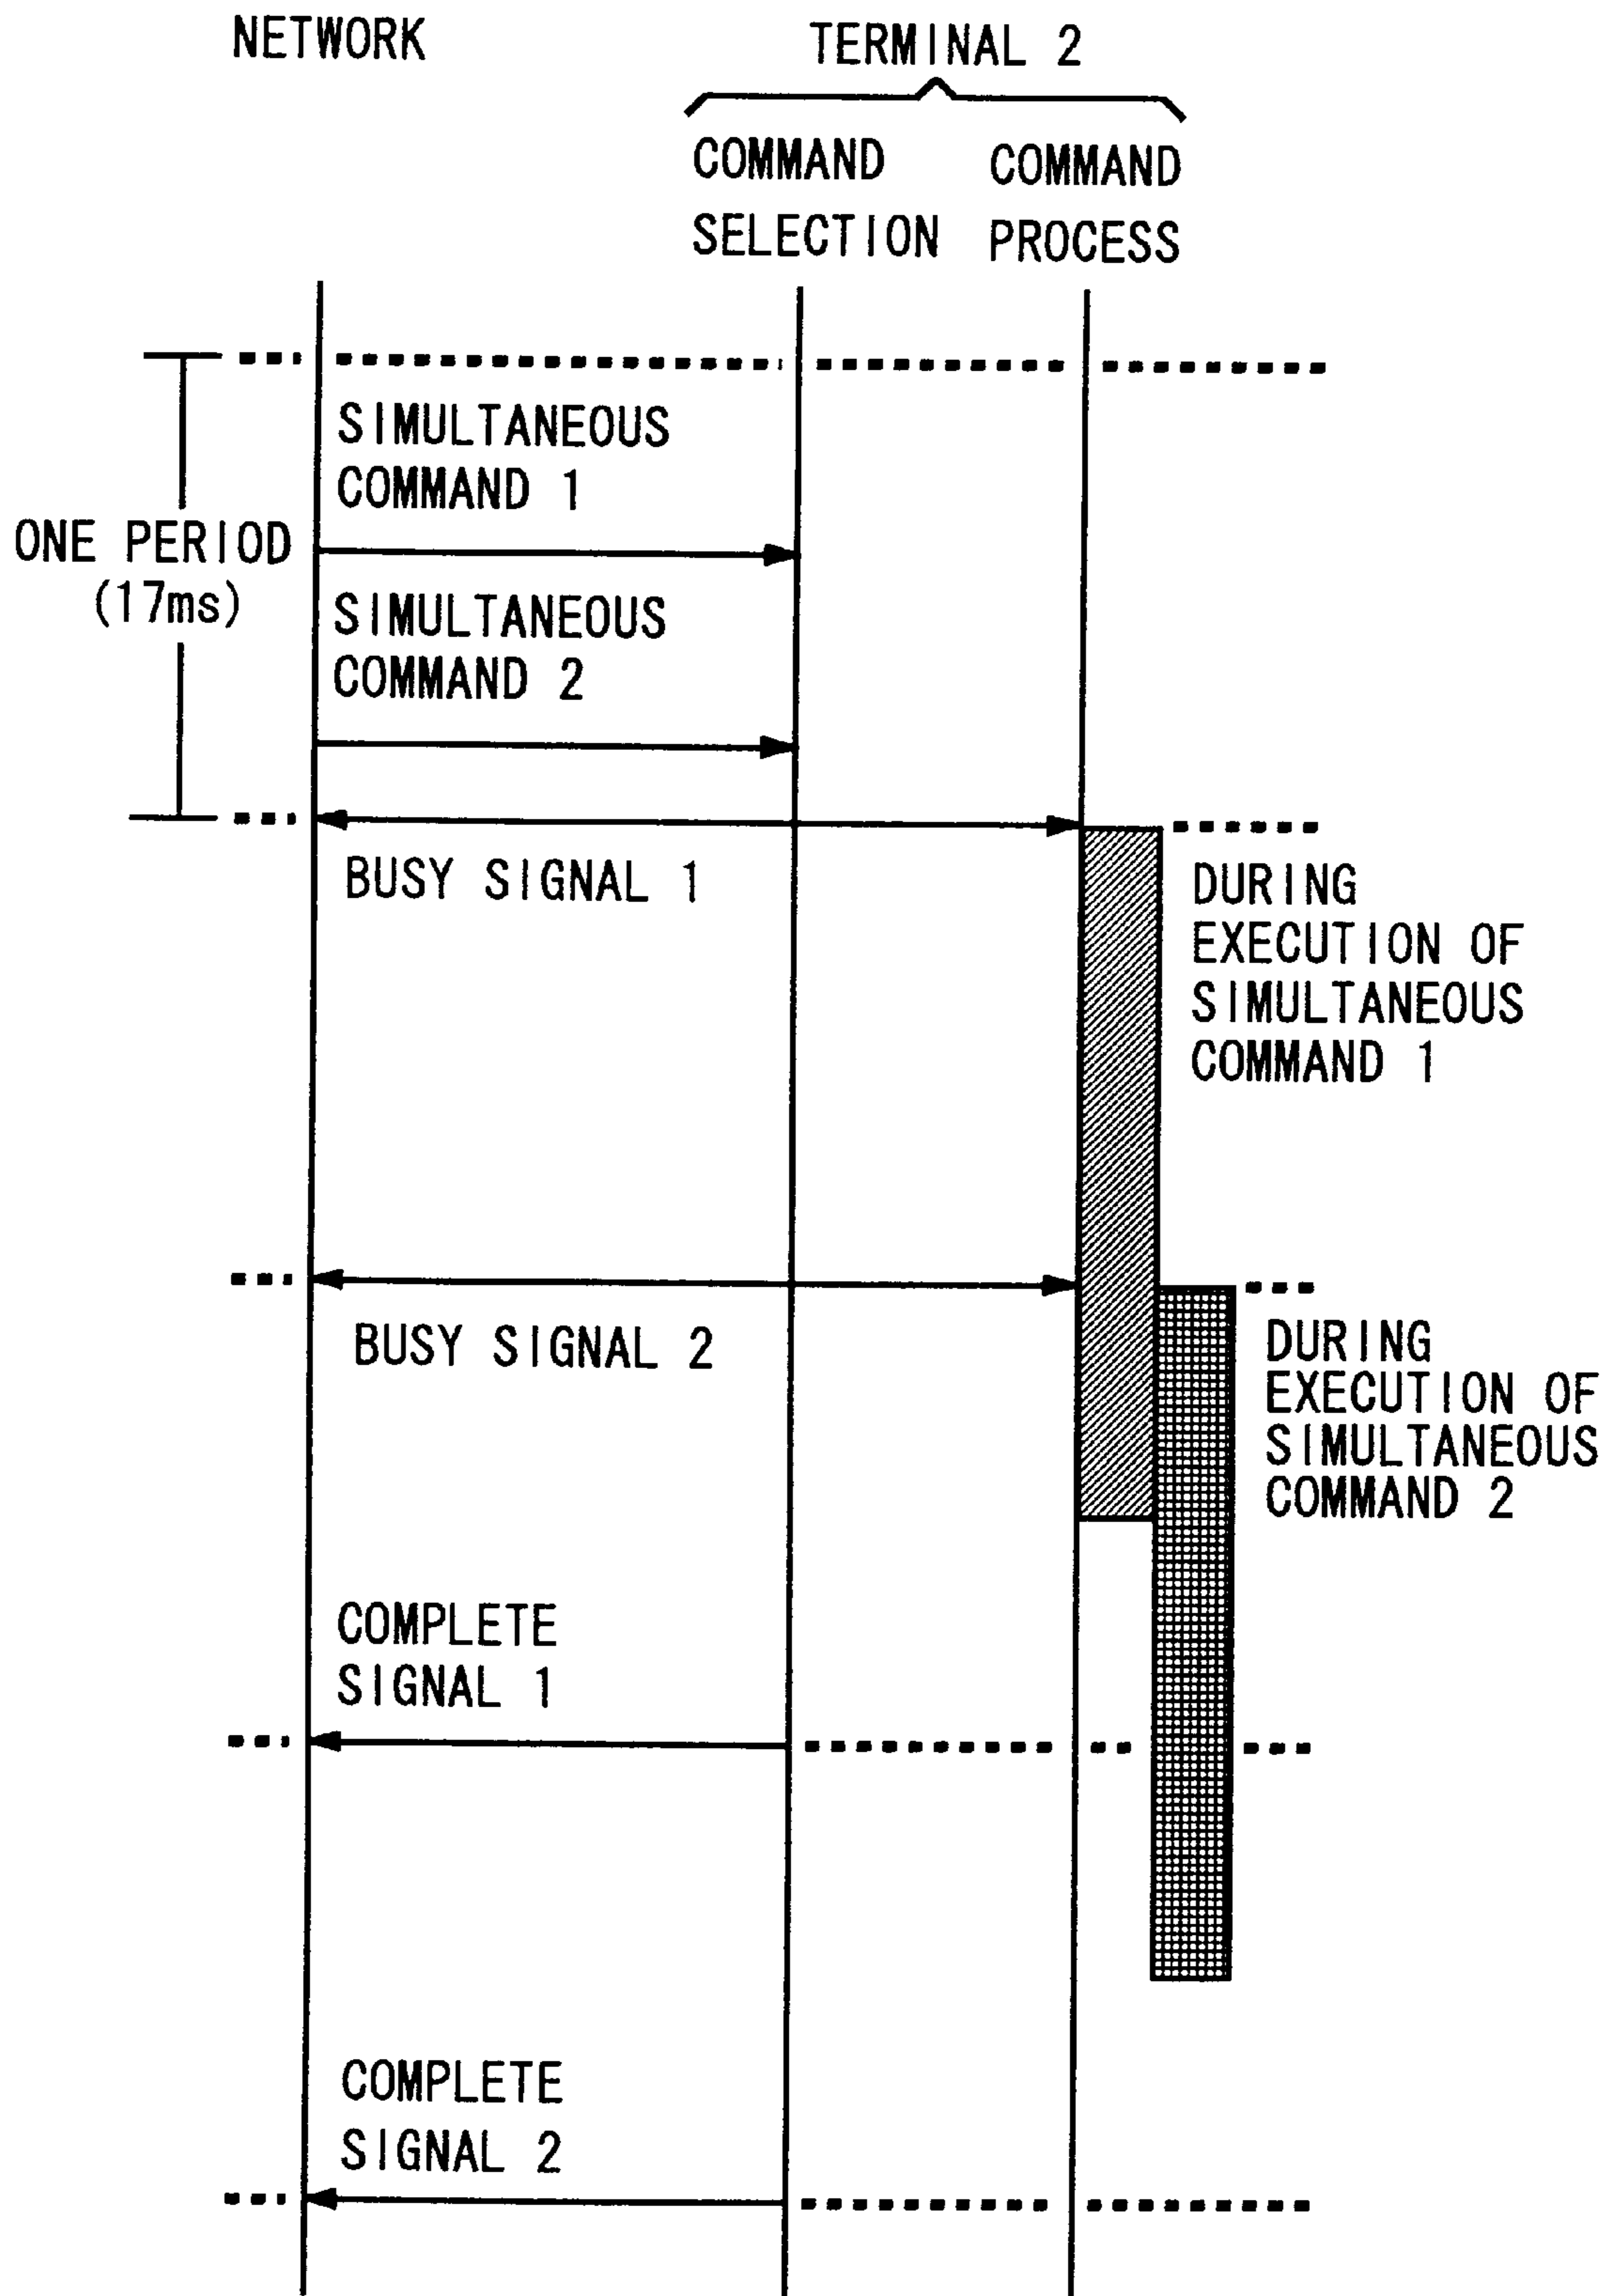 NETWORK
TERMINAL 2
COMMAND
SELECTION
COMMAND
PROCESS
SIMULTANEOUS
COMMAND 1
ONE PERIOD
(17ms)
SIMULTANEOUS
COMMAND 2
BUSY SIGNAL 1
DURING
EXECUTION OF
SIMULTANEOUS
COMMAND 1
BUSY SIGNAL 2
DURING
EXECUTION OF
SIMULTANEOUS
COMMAND 2
COMPLETE
SIGNAL 1
COMPLETE
SIGNAL 2